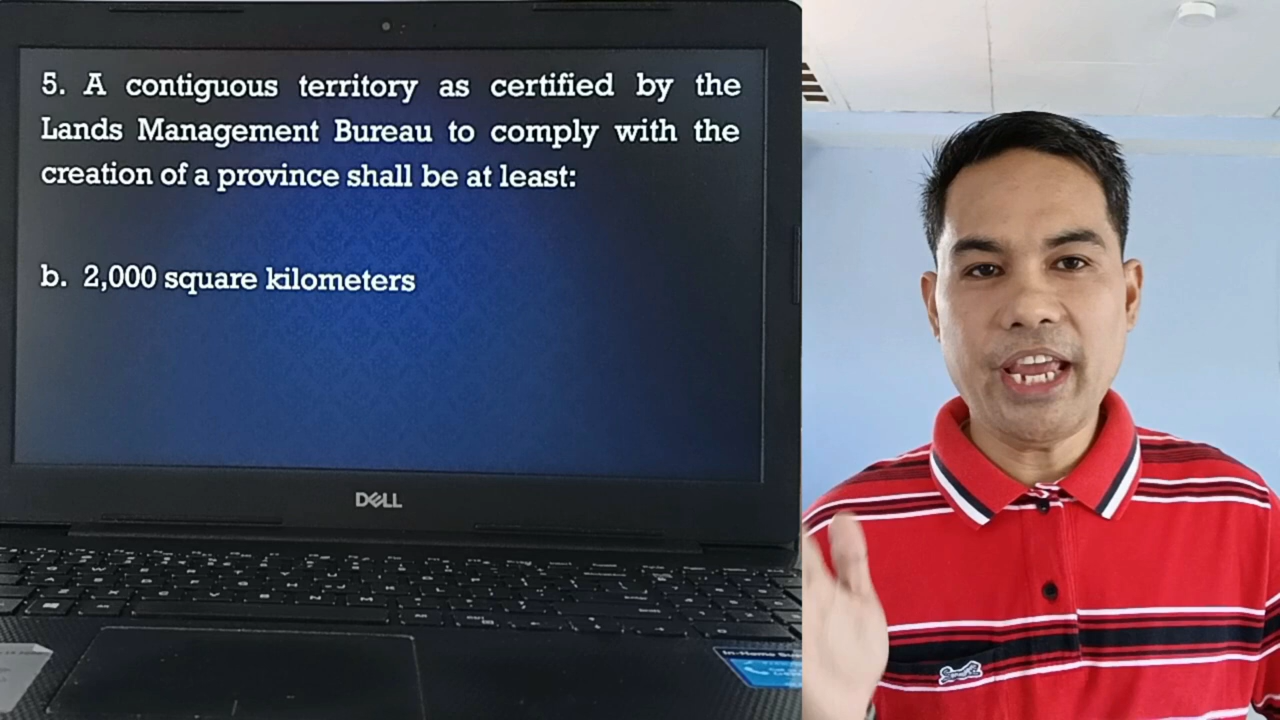 5. A contiguous territory as certified by the
Lands Management Bureau to comply with the
creation of a province shall be at least:
b. 2,000 square kilometers
DELL